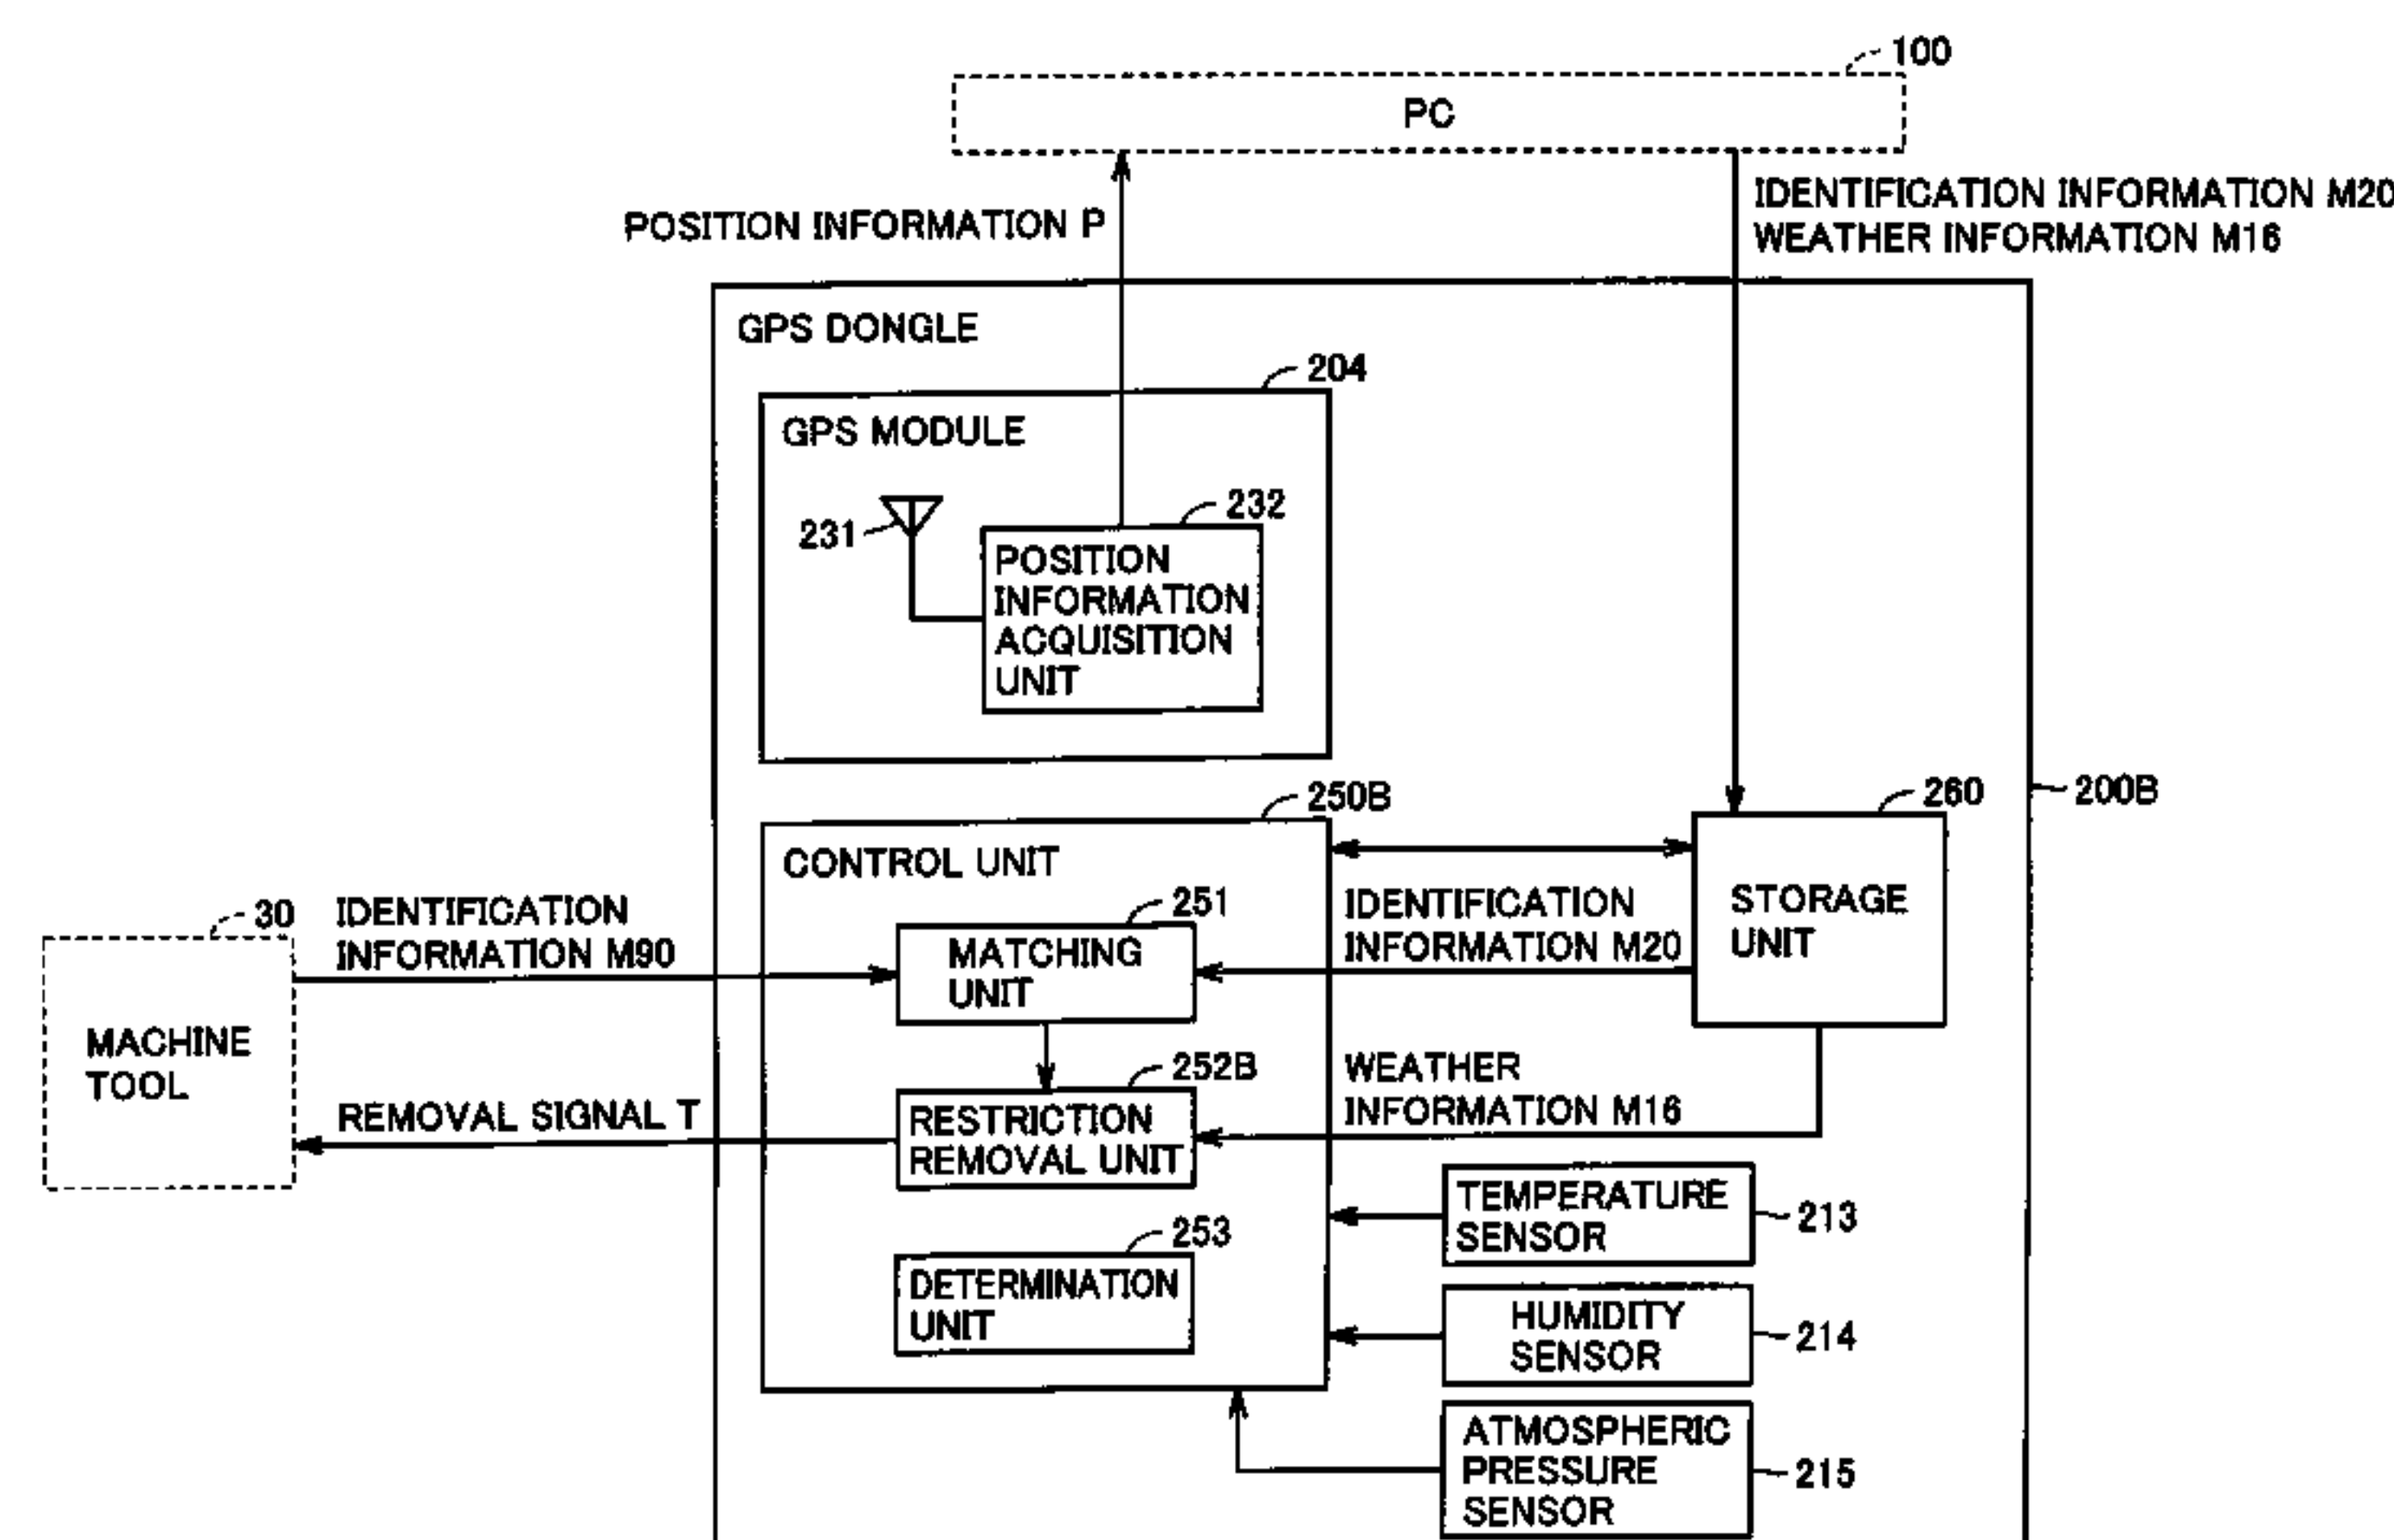 100
PC
POSITION INFORMATION P
IDENTIFICATION INFORMATION M20
WEATHER INFORMATION M16
GPS DONGLE
204
GPS MODULE
231
232
POSITION
INFORMATION
ACQUISITION
UNIT
250B
260
200B
CONTROL UNIT
STORAGE
UNIT
30
IDENTIFICATION
INFORMATION M90
251
MATCHING
UNIT
IDENTIFICATION
INFORMATION M20
MACHINE
TOOL
REMOVAL SIGNAL T
252B
RESTRICTION
REMOVAL UNIT
WEATHER
INFORMATION M16
TEMPERATURE
SENSOR
213
253
DETERMINATION
UNIT
HUMIDITY
SENSOR
214
ATMOSPHERIC
PRESSURE
SENSOR
215